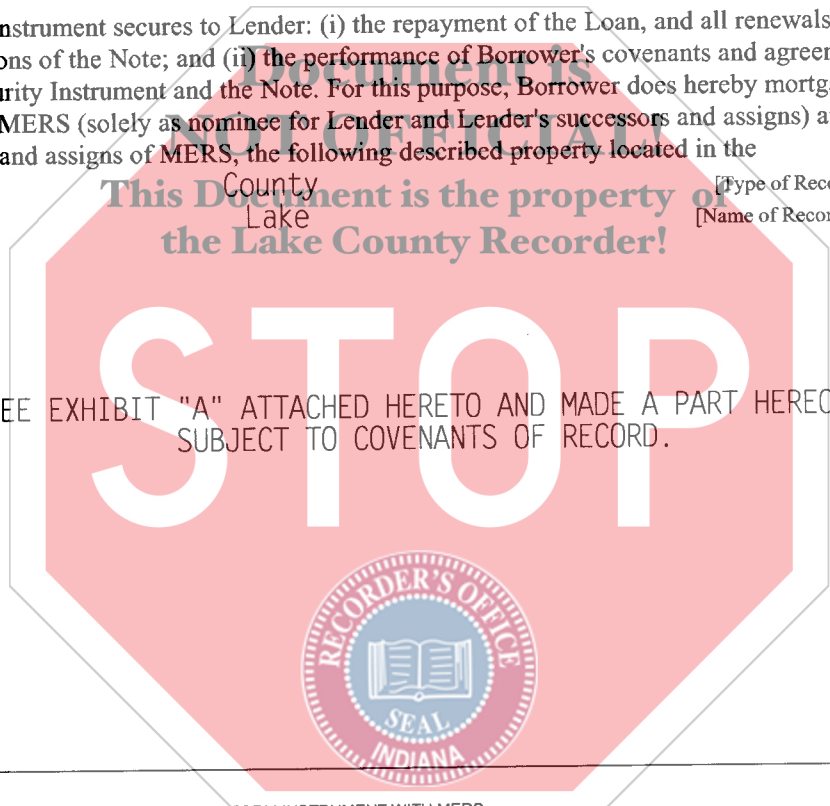 nstrument secures to Lender: (i) the repayment of the Loan, and all renewals
ons of the Note; and (ii) the performance of Borrower's covenants and agreer
Document is
urity Instrument and the Note. For this purpose, Borrower does hereby mortg
MERS (solely as nominee for Lender and Lender's successors and assigns) a
NOT OFFICIAL!
and assigns of MERS, the following described property located in the
County [Type of Reco
This Document is the property of
Lake [Name of Recor
the Lake County Recorder!
STOP
EE EXHIBIT "A" ATTACHED HERETO AND MADE A PART HEREO
SUBJECT TO COVENANTS OF RECORD.
RECORDER'S OFFICE
SEAL
INDIANA
INSTRUMENT WITH MERS